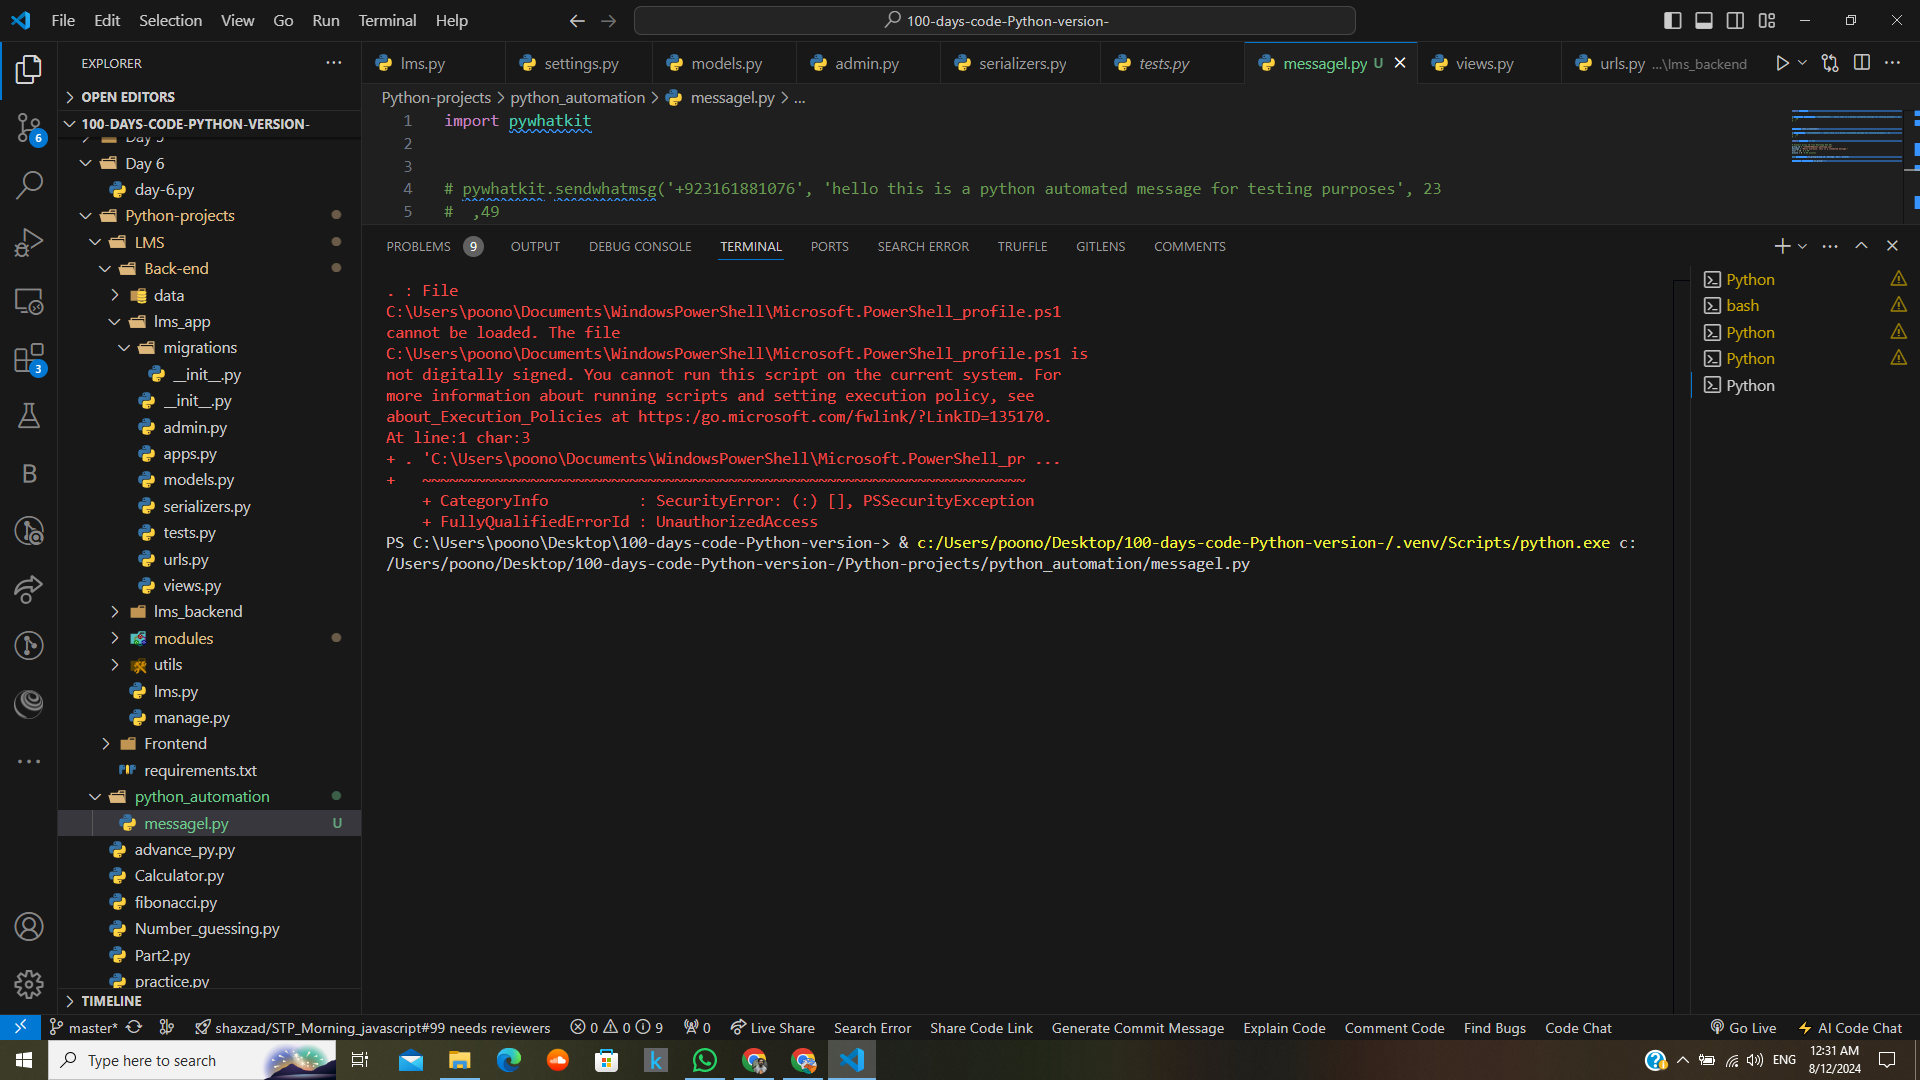 File Edit Selection View Go Run Terminal Help
100-days-code-Python-version-
EXPLORER
OPEN EDITORS
100-DAYS-CODE-PYTHON-VERSION-
Day 6
day-6.py
Python-projects
LMS
Back-end
data
lms_app
migrations
__init__.py
__init__.py
admin.py
apps.py
models.py
serializers.py
tests.py
urls.py
views.py
lms_backend
modules
utils
lms.py
manage.py
Frontend
requirements.txt
python_automation
messagel.py U
advance_py.py
Calculator.py
fibonacci.py
Number_guessing.py
Part2.py
practice.py
TIMELINE
6
3
B
lms.py settings.py models.py admin.py serializers.py tests.py messagel.py U views.py urls.py ...\lms_backend
Python-projects > python_automation > messagel.py > ...
1 import pywhatkit
2
3
4 # pywhatkit.sendwhatmsg('+923161881076', 'hello this is a python automated message for testing purposes', 23
5 # ,49
PROBLEMS 9 OUTPUT DEBUG CONSOLE TERMINAL PORTS SEARCH ERROR TRUFFLE GITLENS COMMENTS
. : File
C:\Users\poono\Documents\WindowsPowerShell\Microsoft.PowerShell_profile.ps1
cannot be loaded. The file
C:\Users\poono\Documents\WindowsPowerShell\Microsoft.PowerShell_profile.ps1 is
not digitally signed. You cannot run this script on the current system. For
more information about running scripts and setting execution policy, see
about_Execution_Policies at https:/go.microsoft.com/fwlink/?LinkID=135170.
At line:1 char:3
+ . 'C:\Users\poono\Documents\WindowsPowerShell\Microsoft.PowerShell_pr ...
+ ~~~~~~~~~~~~~~~~~~~~~~~~~~~~~~~~~~~~~~~~~~~~~~~~~~~~~~~~~~~~~~~~~~~
+ CategoryInfo : SecurityError: (:) [], PSSecurityException
+ FullyQualifiedErrorId : UnauthorizedAccess
PS C:\Users\poono\Desktop\100-days-code-Python-version-> & c:/Users/poono/Desktop/100-days-code-Python-version-/.venv/Scripts/python.exe c:
/Users/poono/Desktop/100-days-code-Python-version-/Python-projects/python_automation/messagel.py
Python
bash
Python
Python
Python
master* shaxzad/STP_Morning_javascript#99 needs reviewers 0 0 9 0 Live Share Search Error Share Code Link Generate Commit Message Explain Code Comment Code Find Bugs Code Chat Go Live AI Code Chat
Type here to search
k
ENG
12:31 AM
8/12/2024